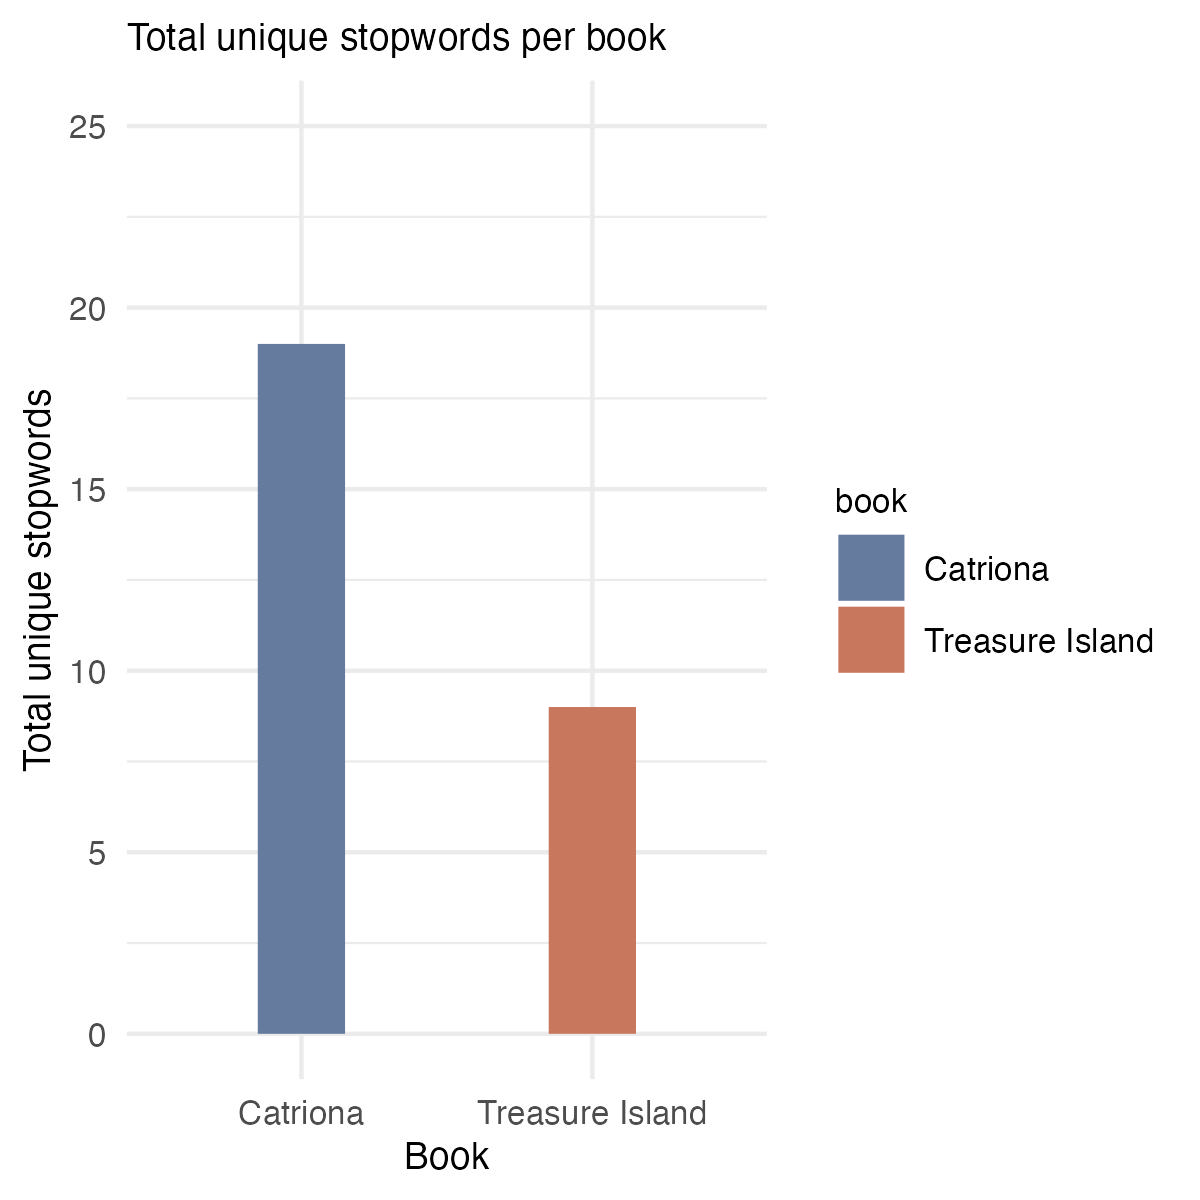 Total unique stopwords per book
Total unique stopwords
25
20
15
10
5
0
Catriona
Treasure Island
Book
book
Catriona
Treasure Island